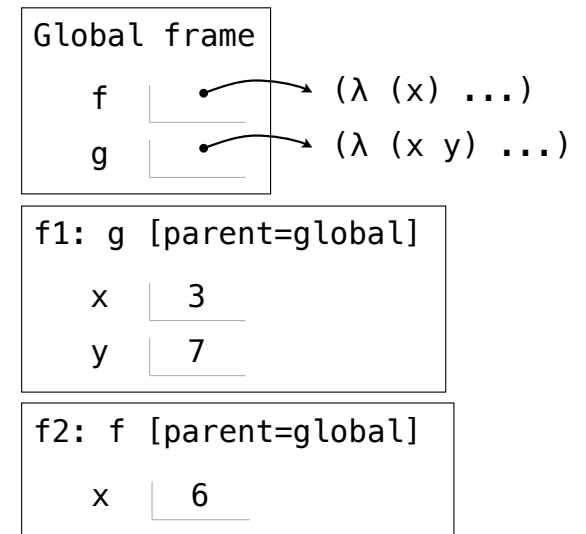 Global frame
f (λ (x) ...)
g (λ (x y) ...)
f1: g [parent=global]
x 3
y 7
f2: f [parent=global]
x 6